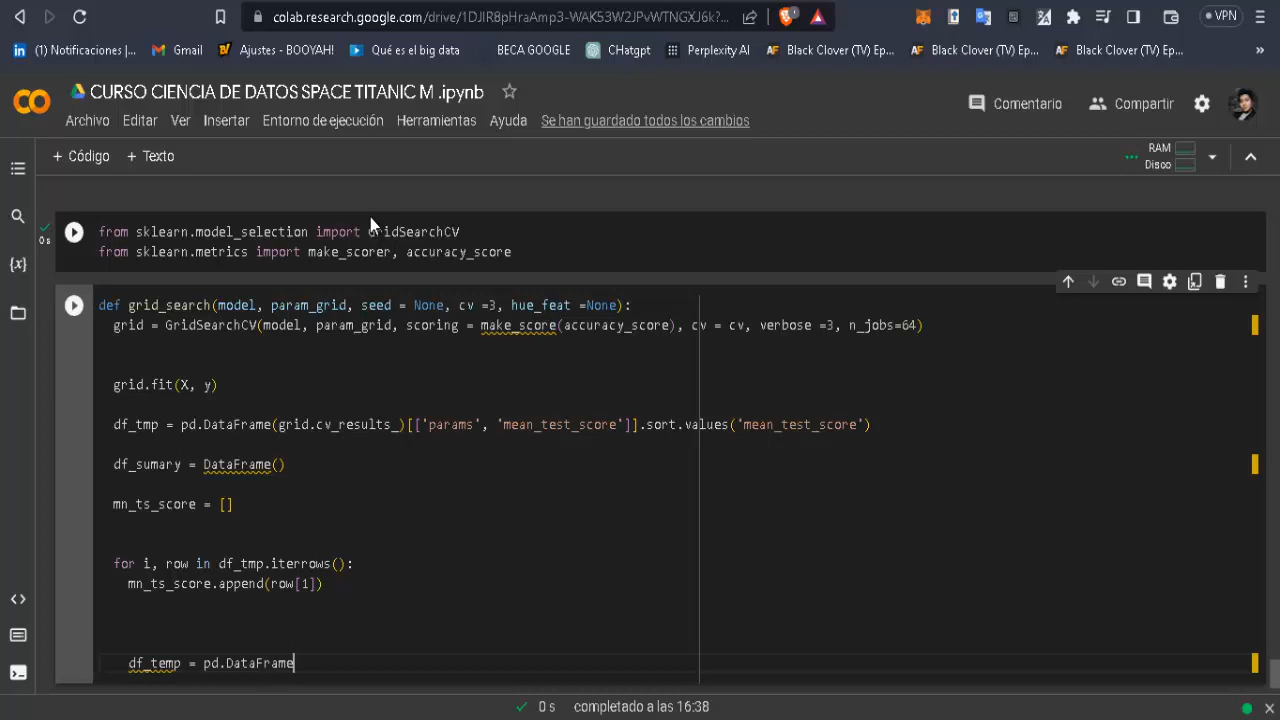 colab.research.google.com/drive/1DJIR8pHraAmp3-WAK53W2JPvWTNGXJ6k?...
VPN
(1) Notificaciones |...
Gmail
Ajustes - BOOYAH!
Qué es el big data
BECA GOOGLE
CHatgpt
Perplexity AI
Black Clover (TV) Ep...
Black Clover (TV) Ep...
Black Clover (TV) Ep...
»
CURSO CIENCIA DE DATOS SPACE TITANIC M .ipynb
Comentario
Compartir
Archivo Editar Ver Insertar Entorno de ejecución Herramientas Ayuda Se han guardado todos los cambios
+ Código + Texto
RAM
Disco
0s
from sklearn.model_selection import GridSearchCV
from sklearn.metrics import make_scorer, accuracy_score
def grid_search(model, param_grid, seed = None, cv =3, hue_feat =None):
grid = GridSearchCV(model, param_grid, scoring = make_score(accuracy_score), cv = cv, verbose =3, n_jobs=64)
grid.fit(X, y)
df_tmp = pd.DataFrame(grid.cv_results_)[['params', 'mean_test_score']].sort.values('mean_test_score')
df_sumary = DataFrame()
mn_ts_score = []
for i, row in df_tmp.iterrows():
mn_ts_score.append(row[1])
df_temp = pd.DataFrame
0 s completado a las 16:38